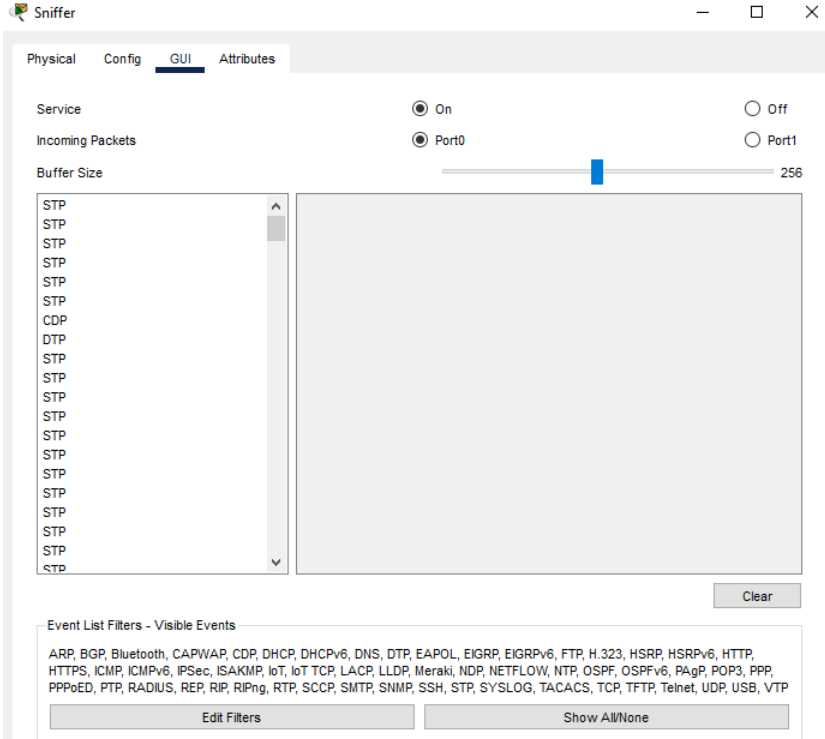 Sniffer
Physical Config GUI Attributes
Service On Off
Incoming Packets Port0 Port1
Buffer Size 256
STP
STP
STP
STP
STP
STP
CDP
DTP
STP
STP
STP
STP
STP
STP
STP
STP
STP
STP
STP
STP
Clear
Event List Filters - Visible Events
ARP, BGP, Bluetooth, CAPWAP, CDP, DHCP, DHCPv6, DNS, DTP, EAPOL, EIGRP, EIGRPv6, FTP, H.323, HSRP, HSRPv6, HTTP,
HTTPS, ICMP, ICMPv6, IPSec, ISAKMP, IoT, IoT TCP, LACP, LLDP, Meraki, NDP, NETFLOW, NTP, OSPF, OSPFv6, PAgP, POP3, PPP,
PPPoED, PTP, RADIUS, REP, RIP, RIPng, RTP, SCCP, SMTP, SNMP, SSH, STP, SYSLOG, TACACS, TCP, TFTP, Telnet, UDP, USB, VTP
Edit Filters Show All/None